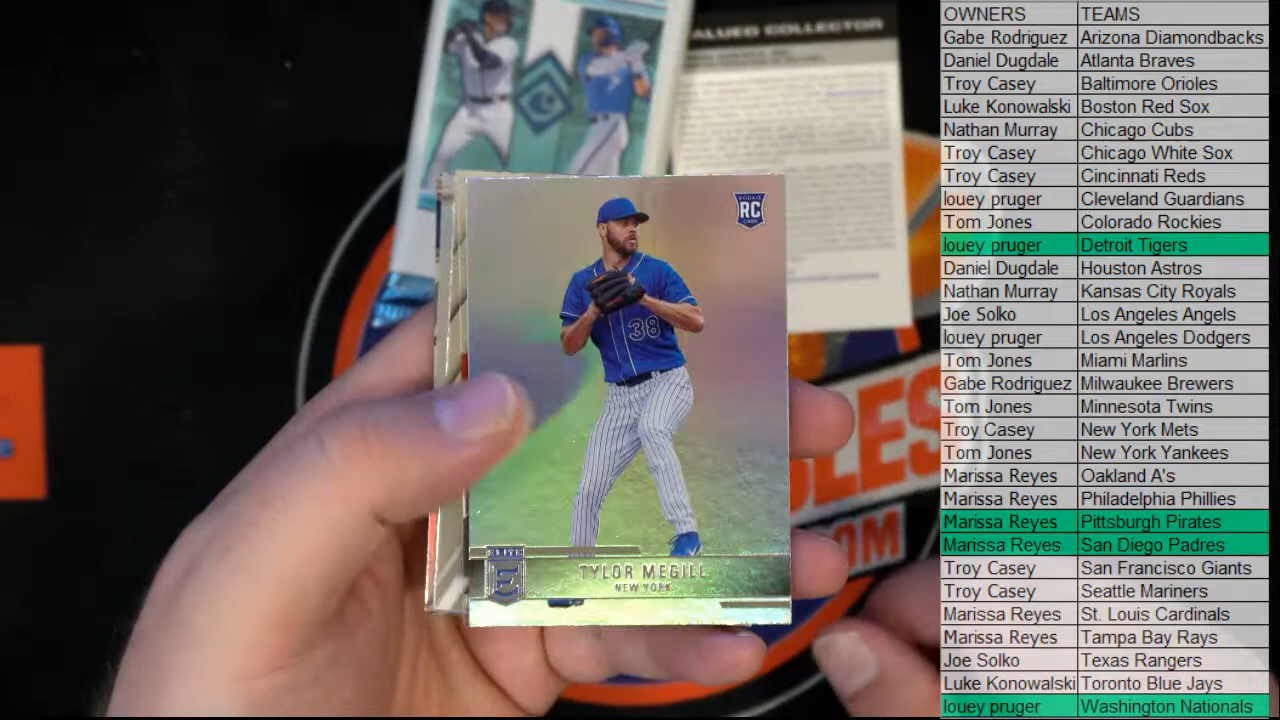 ALUED COLLECTOR
ROOKIE
RC
CARD
38
ELITE
E
TYLOR MEGILL
NEW YORK
LES
OM
OWNERS TEAMS
Gabe Rodriguez Arizona Diamondbacks
Daniel Dugdale Atlanta Braves
Troy Casey Baltimore Orioles
Luke Konowalski Boston Red Sox
Nathan Murray Chicago Cubs
Troy Casey Chicago White Sox
Troy Casey Cincinnati Reds
louey pruger Cleveland Guardians
Tom Jones Colorado Rockies
louey pruger Detroit Tigers
Daniel Dugdale Houston Astros
Nathan Murray Kansas City Royals
Joe Solko Los Angeles Angels
louey pruger Los Angeles Dodgers
Tom Jones Miami Marlins
Gabe Rodriguez Milwaukee Brewers
Tom Jones Minnesota Twins
Troy Casey New York Mets
Tom Jones New York Yankees
Marissa Reyes Oakland A's
Marissa Reyes Philadelphia Phillies
Marissa Reyes Pittsburgh Pirates
Marissa Reyes San Diego Padres
Troy Casey San Francisco Giants
Troy Casey Seattle Mariners
Marissa Reyes St. Louis Cardinals
Marissa Reyes Tampa Bay Rays
Joe Solko Texas Rangers
Luke Konowalski Toronto Blue Jays
louey pruger Washington Nationals